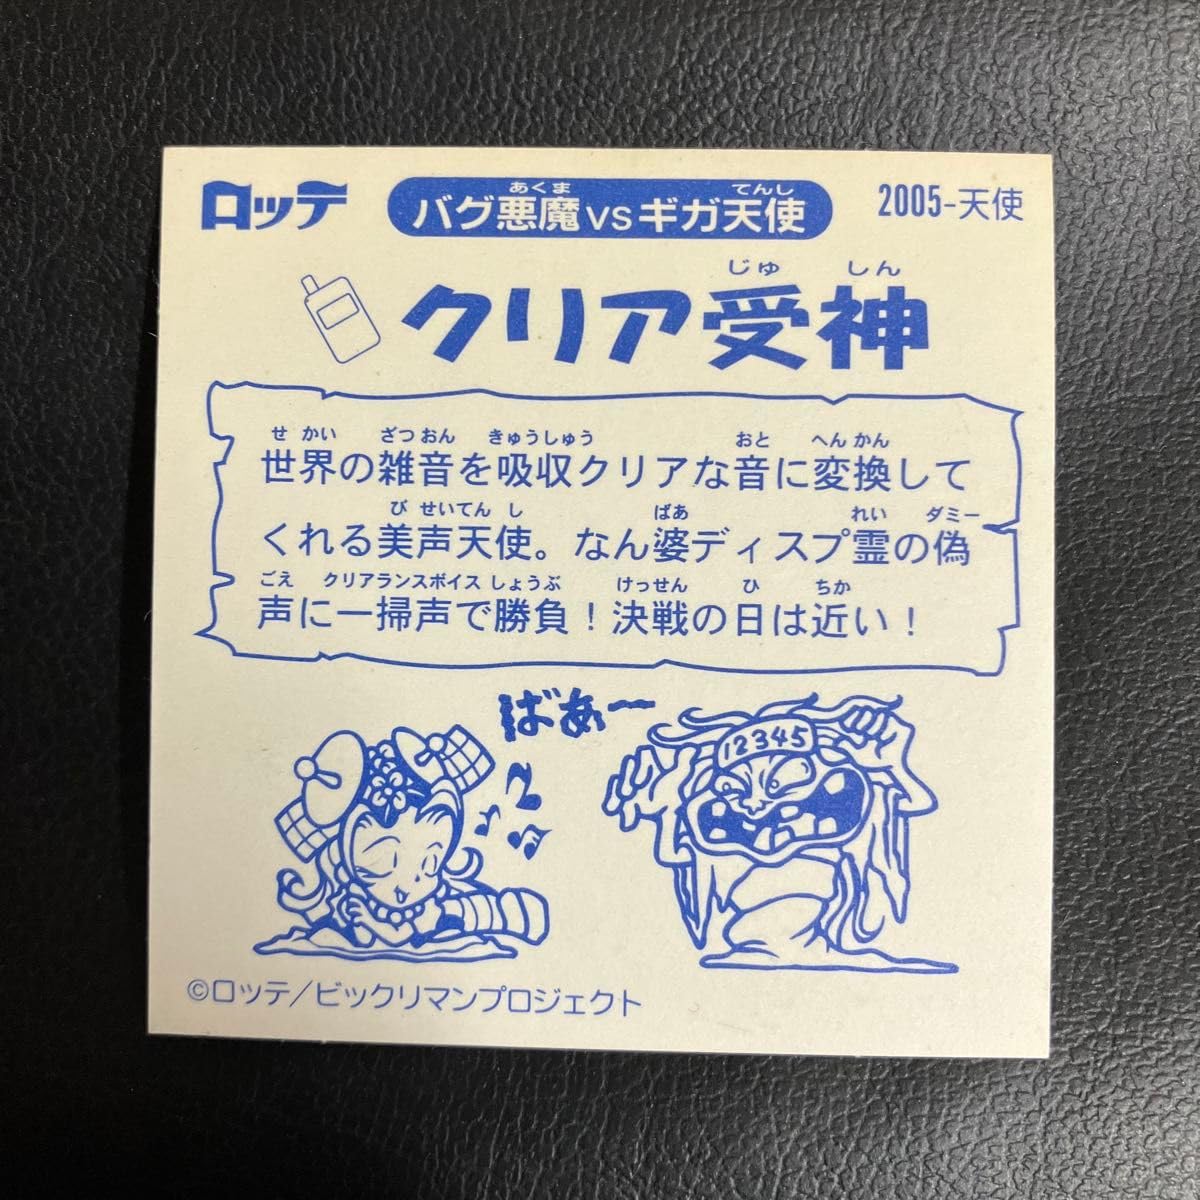 ロッテ
あくま てんし
バグ悪魔vsギガ天使
2005-天使
じゅ しん
クリア受神
せ かい ざつ おん きゅうしゅう おと へん かん
世界の雑音を吸収クリアな音に変換して
び せいてん し ばあ れい ダミー
くれる美声天使。なん婆ディスプ霊の偽
ごえ クリアランスボイス しょうぶ けっせん ひ ちか
声に一掃声で勝負！決戦の日は近い！
ばあー
12345
©ロッテ/ビックリマンプロジェクト